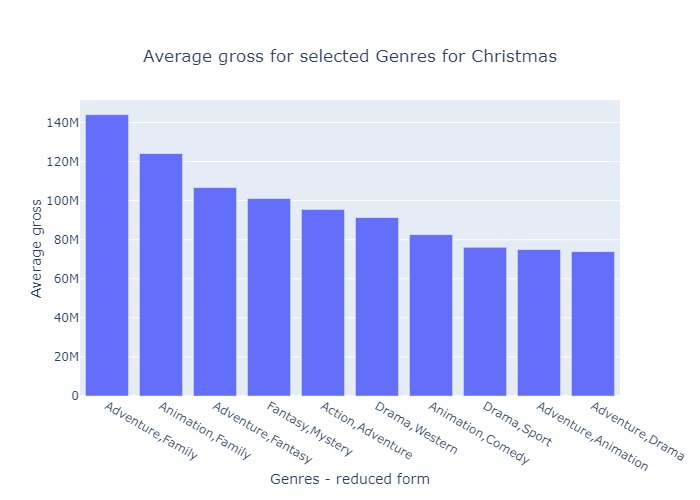 Average gross for selected Genres for Christmas
140M
120M
100M
80M
60M
40M
20M
0
Average gross
Adventure,Family
Animation,Family
Adventure,Fantasy
Fantasy,Mystery
Action,Adventure
Drama,Western
Animation,Comedy
Drama,Sport
Adventure,Animation
Adventure,Drama
Genres - reduced form